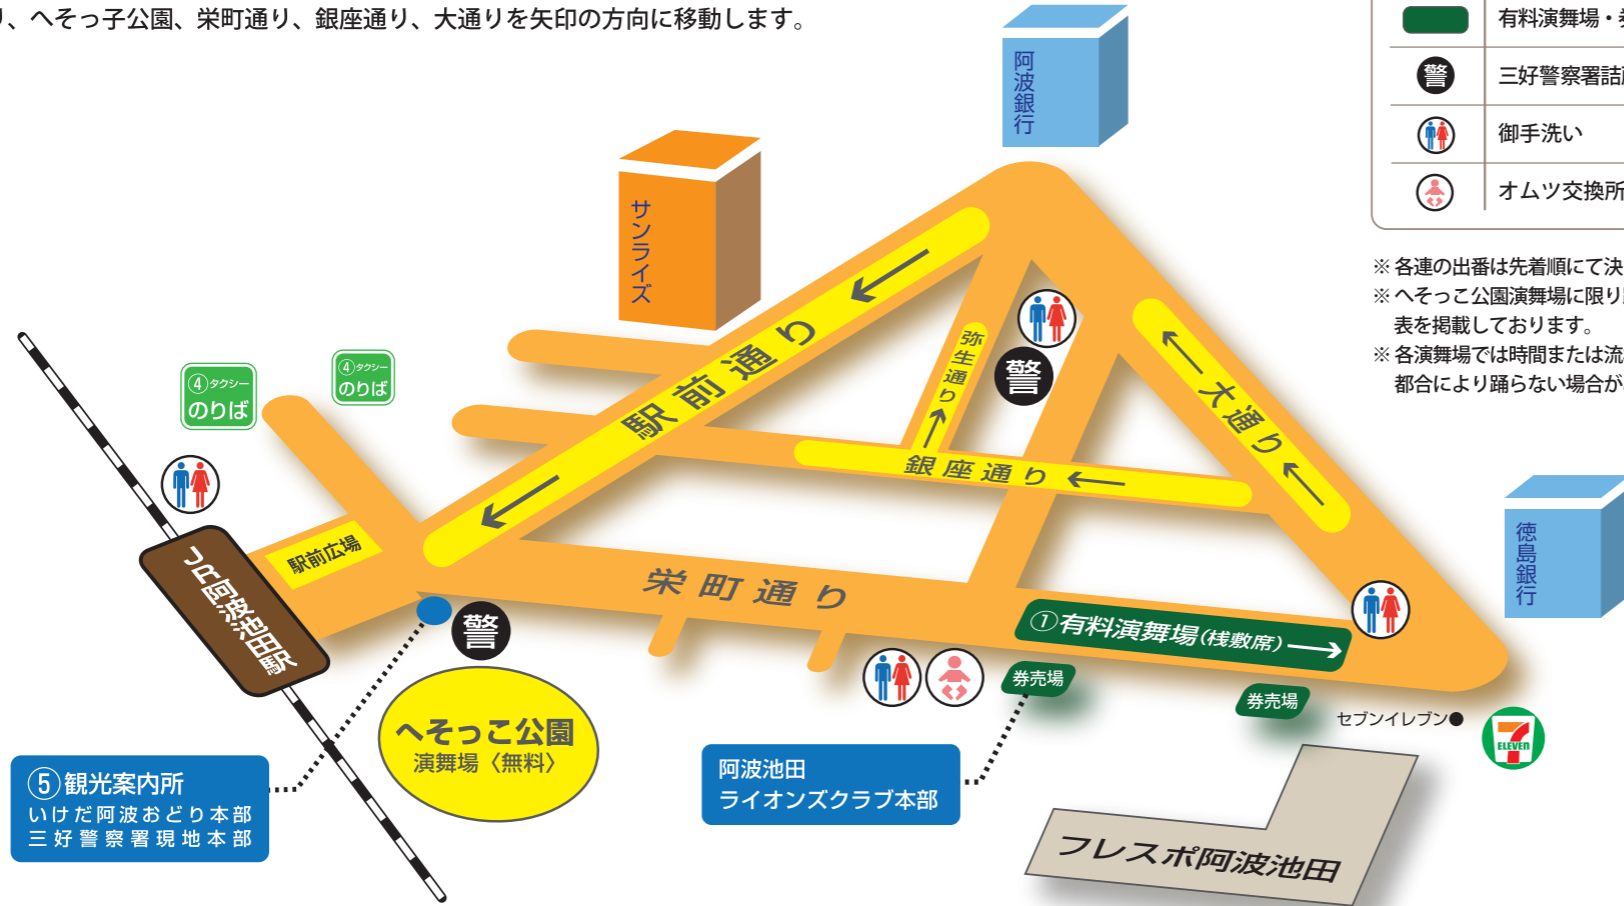 り、へそっ子公園、栄町通り、銀座通り、大通りを矢印の方向に移動します。
有料演舞場・
警
三好警察署詰
御手洗い
オムツ交換所
※各連の出番は先着順にて決
※へそっこ公園演舞場に限り
表を掲載しております。
※各演舞場では時間または流
都合により踊らない場合が
阿波銀行
サンライズ
④タクシー
のりば
④タクシー
のりば
駅前通り
弥生通り
警
大通り
銀座通り
駅前広場
JR阿波池田駅
栄町通り
徳島銀行
①有料演舞場(桟敷席)
警
券売場
券売場
セブンイレブン●
7
ELEVEN
へそっこ公園
演舞場〈無料〉
⑤観光案内所
いけだ阿波おどり本部
三好警察署現地本部
阿波池田
ライオンズクラブ本部
フレスポ阿波池田